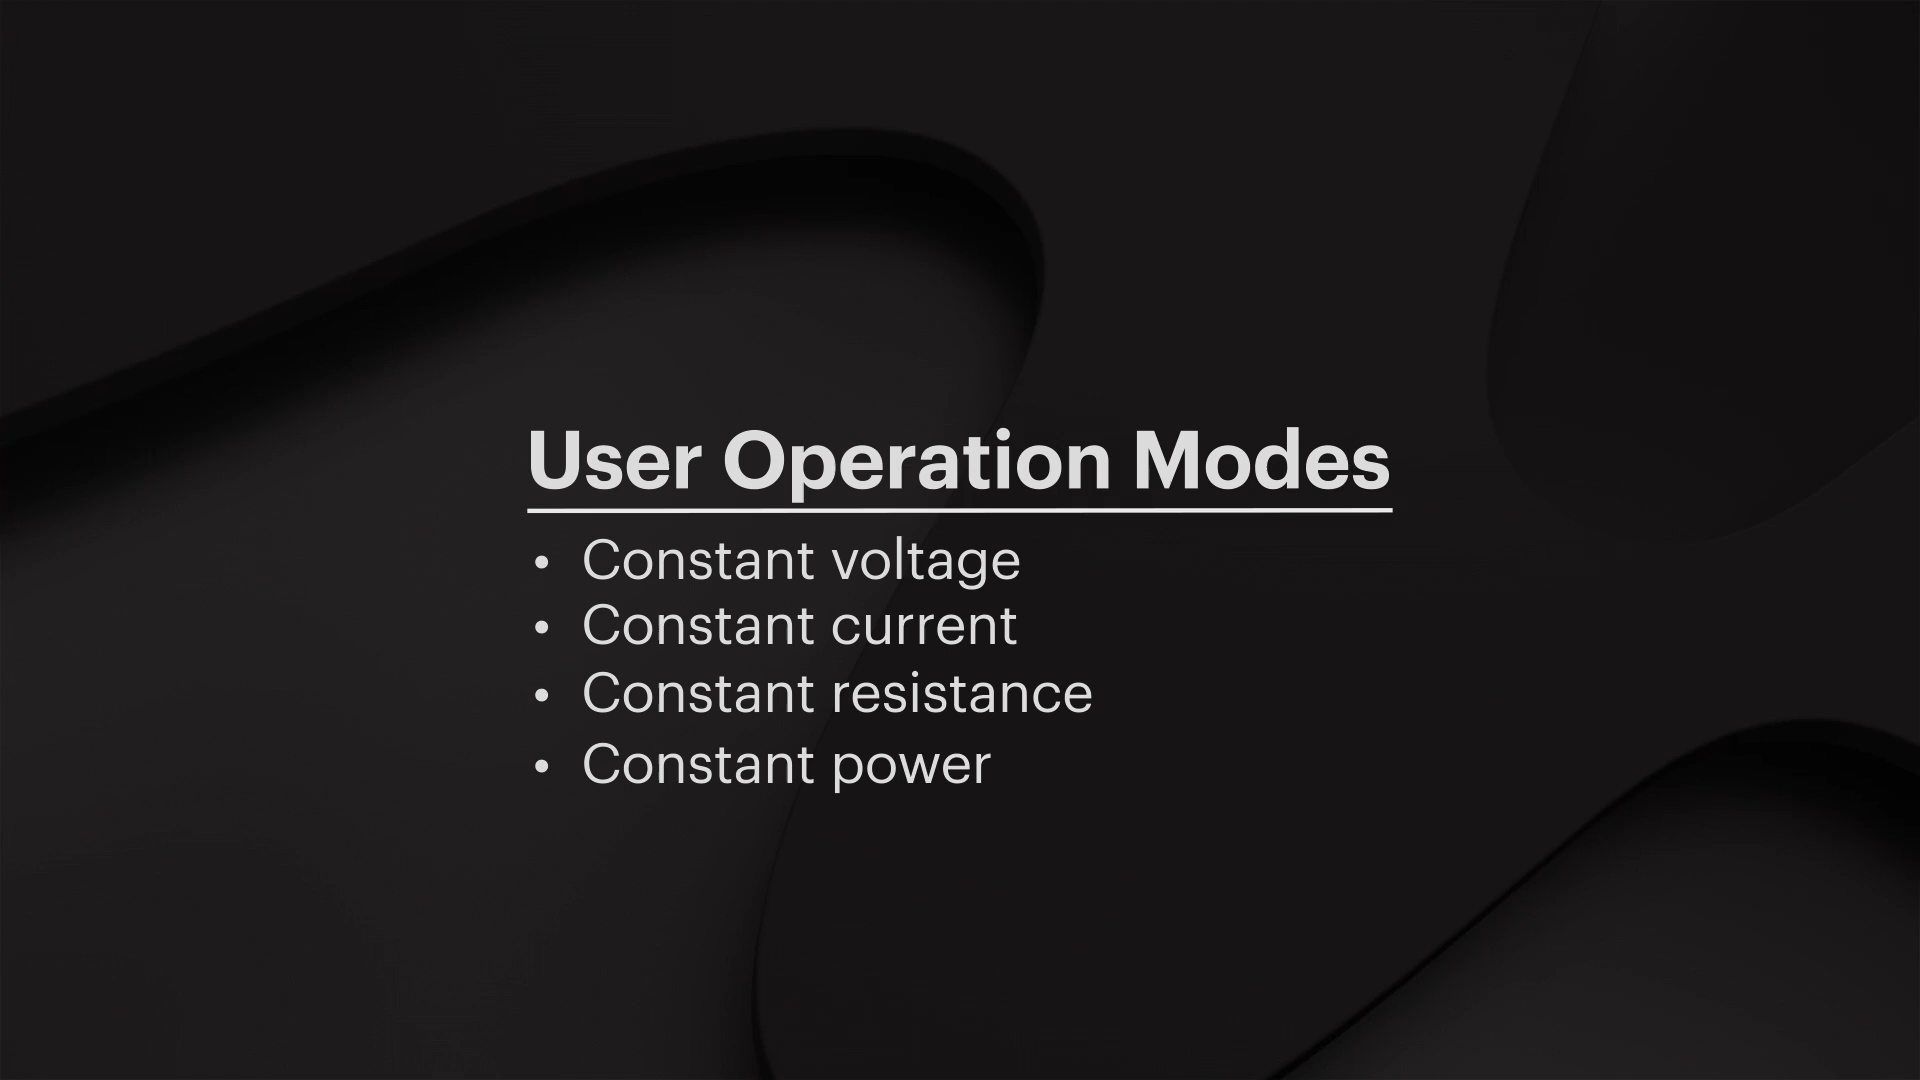 User Operation Modes
• Constant voltage
• Constant current
• Constant resistance
• Constant power